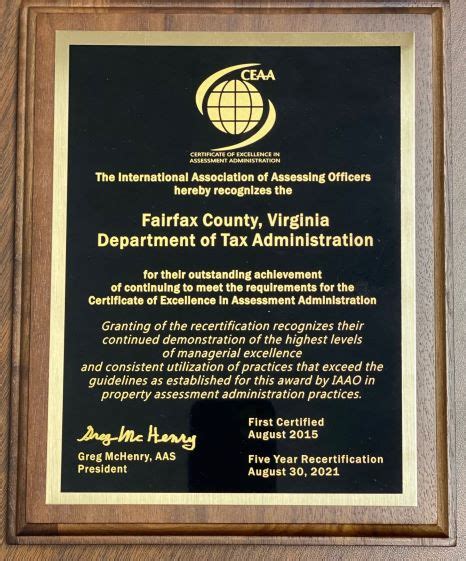 CEAA
CERTIFICATE OF EXCELLENCE IN
ASSESSMENT ADMINISTRATION
The International Association of Assessing Officers
hereby recognizes the
Fairfax County, Virginia
Department of Tax Administration
for their outstanding achievement
of continuing to meet the requirements for the
Certificate of Excellence in Assessment Administration
Granting of the recertification recognizes their
continued demonstration of the highest levels
of managerial excellence
and consistent utilization of practices that exceed the
guidelines as established for this award by IAAO in
property assessment administration practices.
Greg McHenry
Greg McHenry, AAS
President
First Certified
August 2015
Five Year Recertification
August 30, 2021